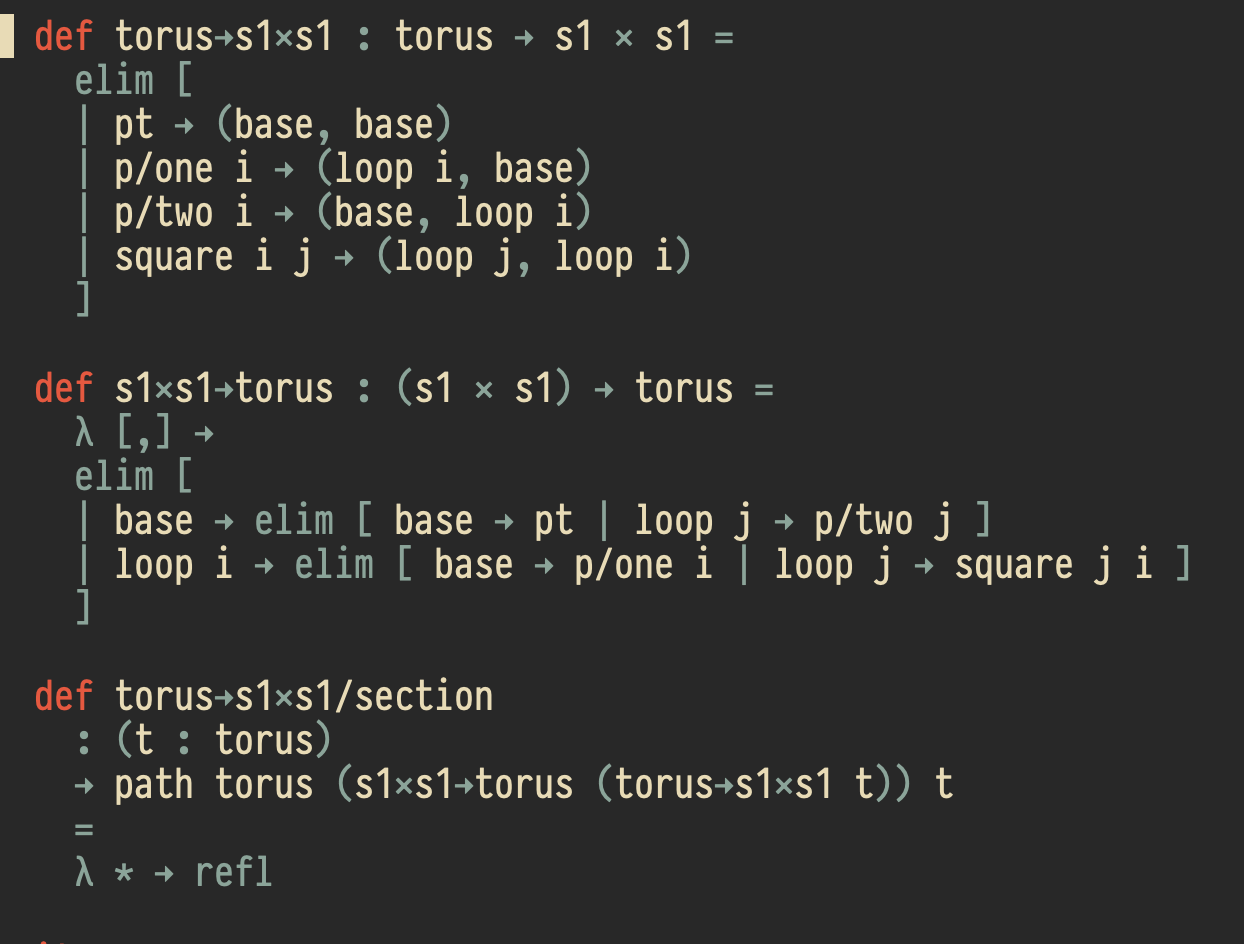 def torus→s1×s1 : torus → s1 × s1 =
elim [
| pt → (base, base)
| p/one i → (loop i, base)
| p/two i → (base, loop i)
| square i j → (loop j, loop i)
]
def s1×s1→torus : (s1 × s1) → torus =
λ [,] →
elim [
| base → elim [ base → pt | loop j → p/two j ]
| loop i → elim [ base → p/one i | loop j → square j i ]
]
def torus→s1×s1/section
: (t : torus)
→ path torus (s1×s1→torus (torus→s1×s1 t)) t
=
λ * → refl